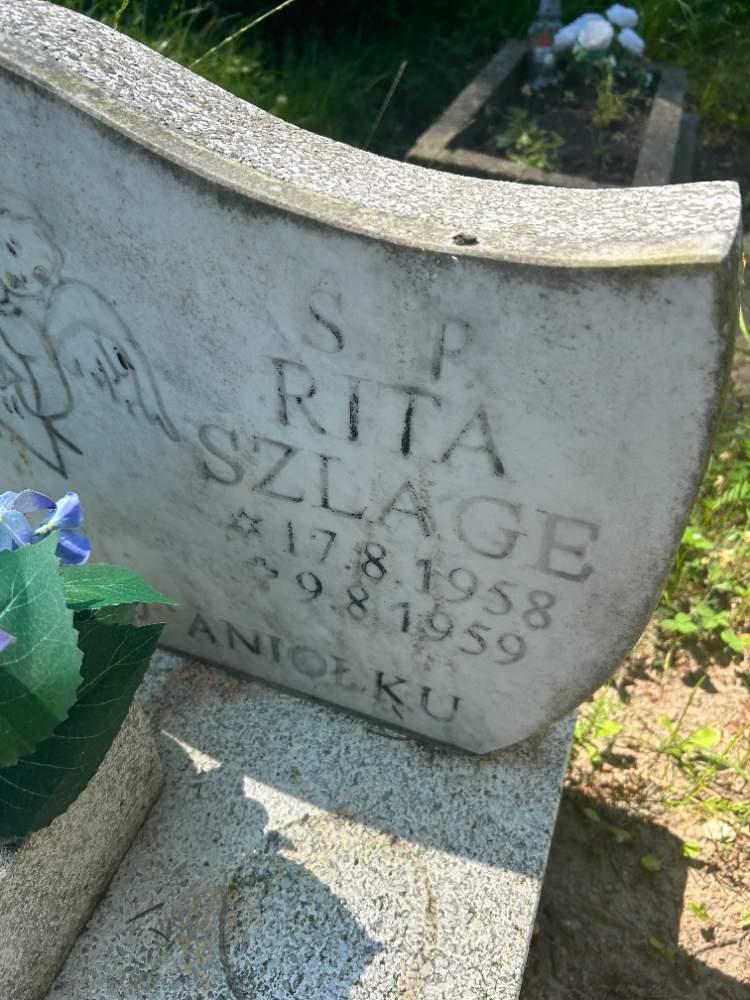 S. P.
RITA
SZLAGE
* 17.8.1958
+ 9.8.1959
ANIOŁKU